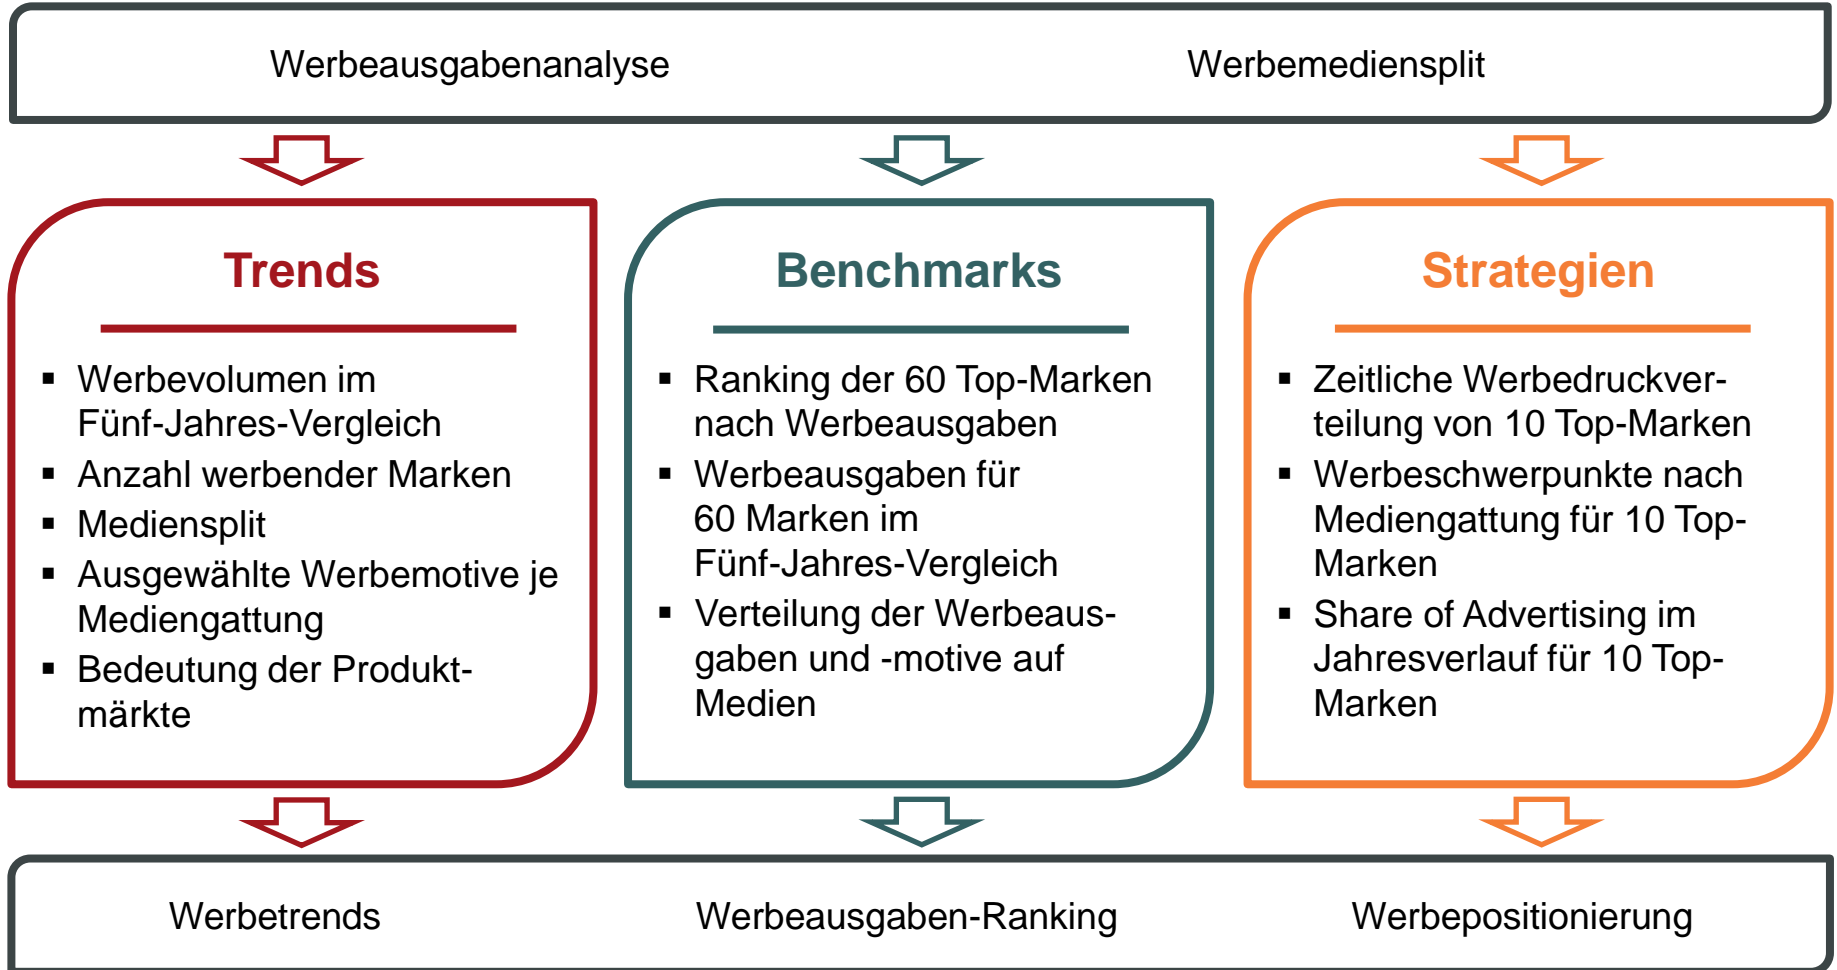 Werbeausgabenanalyse
Werbemediensplit
Trends
▪ Werbevolumen im
Fünf-Jahres-Vergleich
▪ Anzahl werbender Marken
▪ Mediensplit
▪ Ausgewählte Werbemotive je
Mediengattung
▪ Bedeutung der Produkt-
märkte
Benchmarks
▪ Ranking der 60 Top-Marken
nach Werbeausgaben
▪ Werbeausgaben für
60 Marken im
Fünf-Jahres-Vergleich
▪ Verteilung der Werbeaus-
gaben und -motive auf
Medien
Strategien
▪ Zeitliche Werbedruckver-
teilung von 10 Top-Marken
▪ Werbeschwerpunkte nach
Mediengattung für 10 Top-
Marken
▪ Share of Advertising im
Jahresverlauf für 10 Top-
Marken
Werbetrends
Werbeausgaben-Ranking
Werbepositionierung